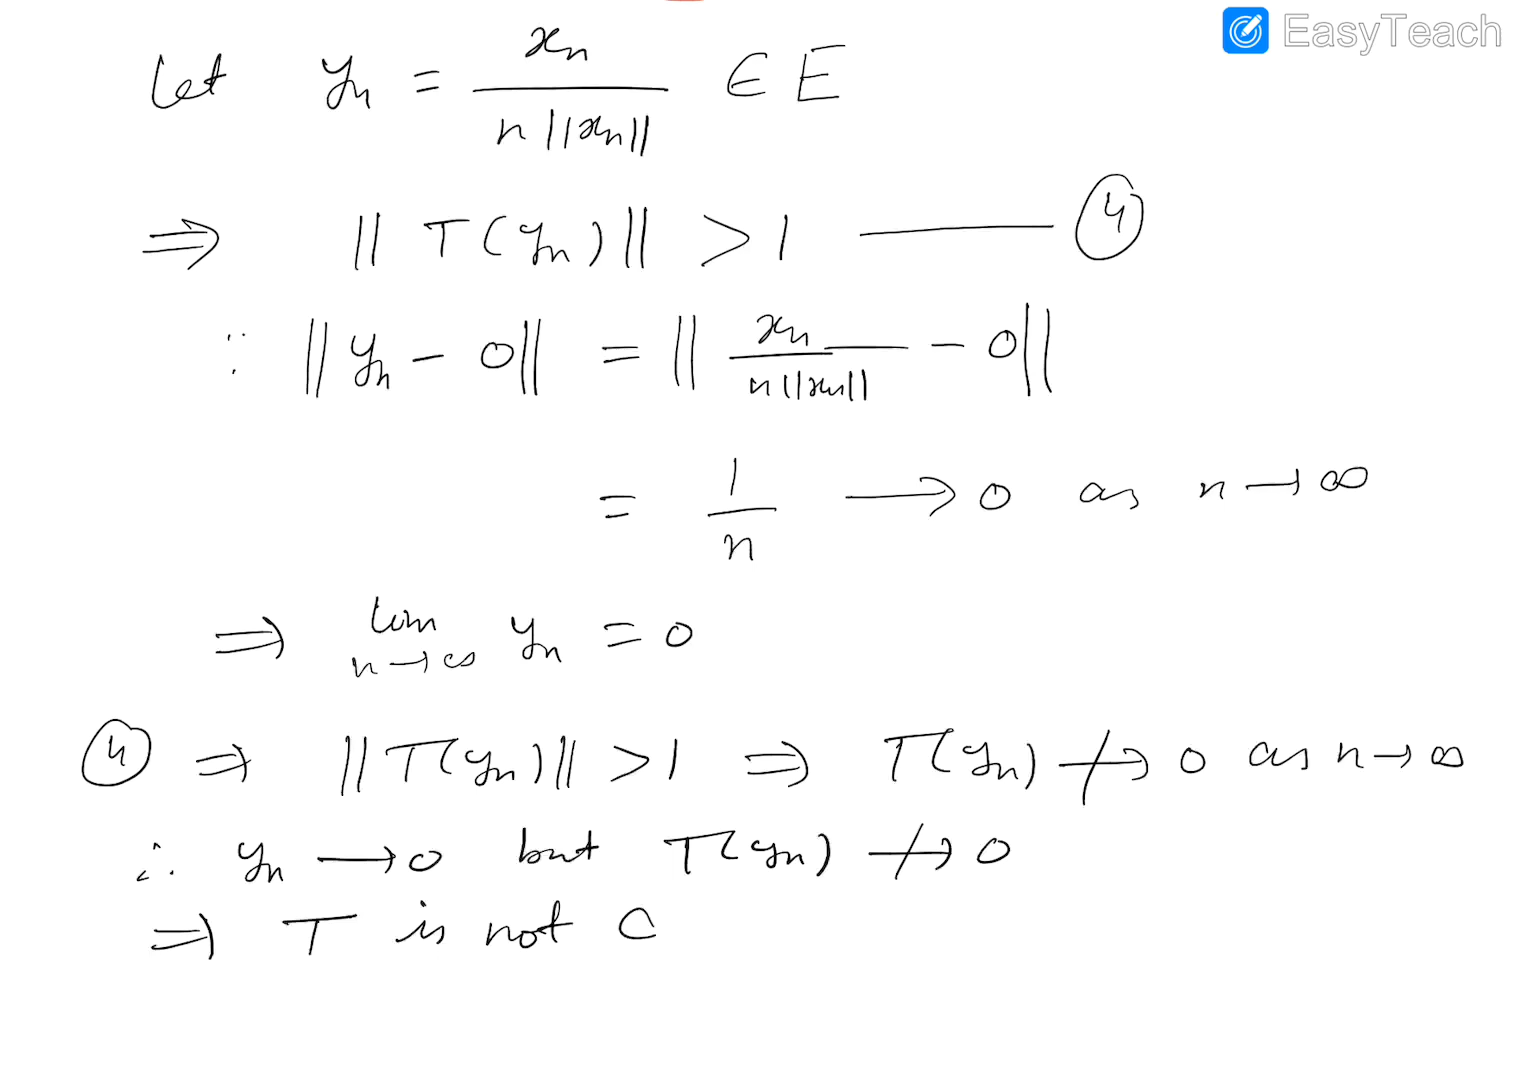 EasyTeach
Let yₙ = xₙ / n ||xₙ|| ∈ E
⇒ || T(yₙ) || > 1 —— ④
∵ || yₙ − 0 || = || xₙ / n ||xₙ|| − 0 ||
= 1 / n → 0 as n → ∞
⇒ lim n→∞ yₙ = 0
④ ⇒ || T(yₙ) || > 1 ⇒ T(yₙ) ↛ 0 as n → ∞
∴ yₙ → 0 but T(yₙ) ↛ 0
⇒ T is not C